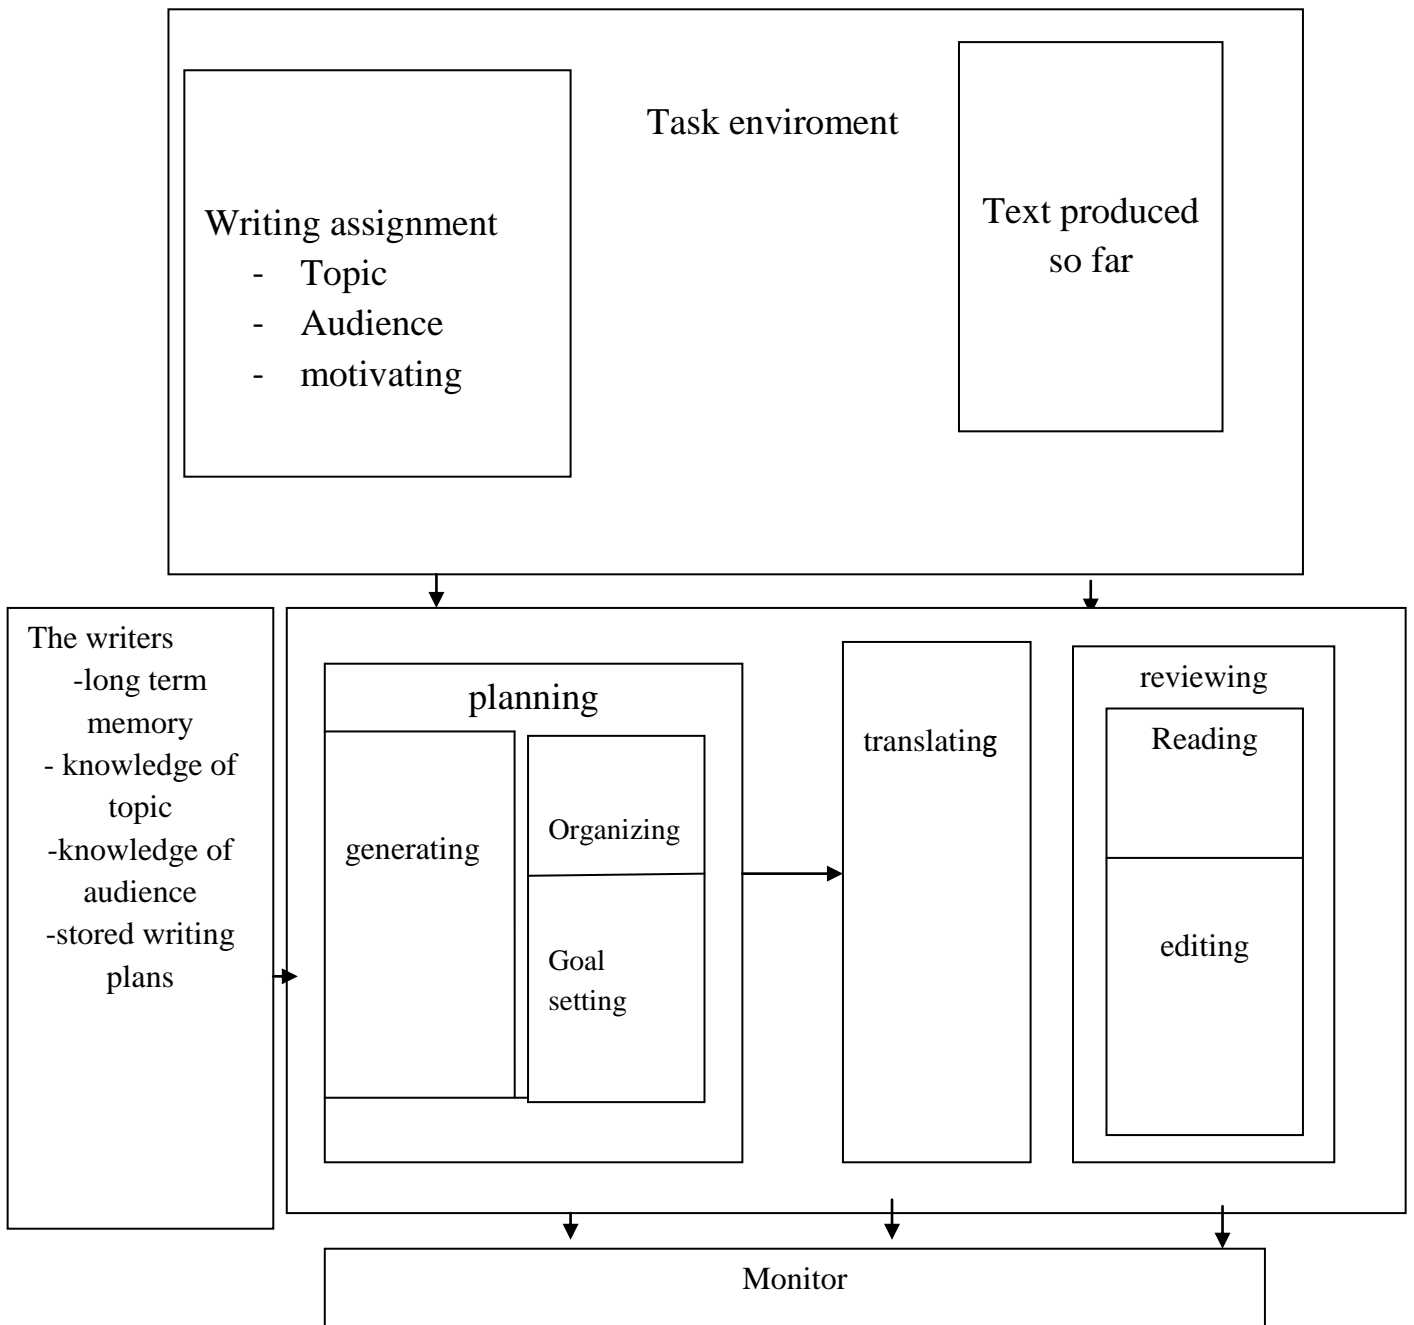 Task enviroment
Writing assignment
- Topic
- Audience
- motivating
Text produced
so far
The writers
-long term
memory
- knowledge of
topic
-knowledge of
audience
-stored writing
plans
planning
generating
Organizing
Goal
setting
translating
reviewing
Reading
editing
Monitor